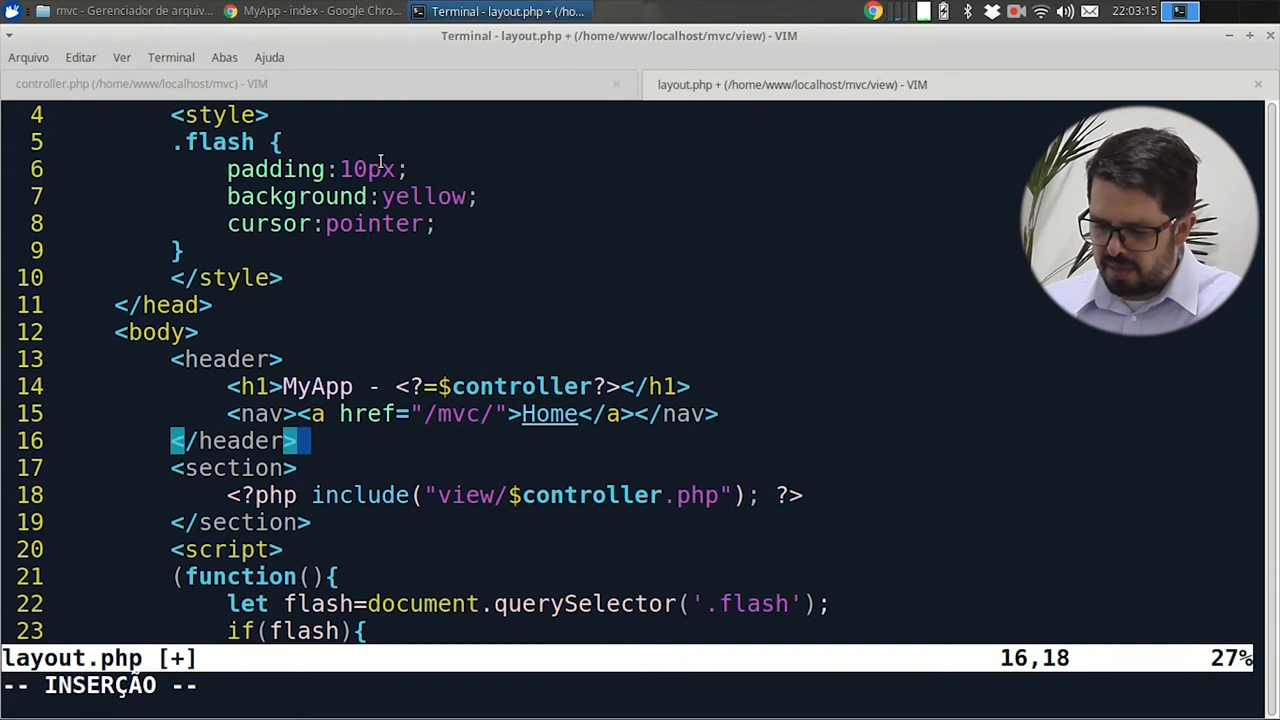 mvc - Gerenciador de arquiv...
MyApp - index - Google Chro...
Terminal - layout.php + (/ho...
22:03:15
Terminal - layout.php + (/home/www/localhost/mvc/view) - VIM
Arquivo Editar Ver Terminal Abas Ajuda
controller.php (/home/www/localhost/mvc) - VIM
layout.php + (/home/www/localhost/mvc/view) - VIM
4 <style>
5 .flash {
6 padding:10px;
7 background:yellow;
8 cursor:pointer;
9 }
10 </style>
11 </head>
12 <body>
13 <header>
14 <h1>MyApp - <?=$controller?></h1>
15 <nav><a href="/mvc/">Home</a></nav>
16 </header>
17 <section>
18 <?php include("view/$controller.php"); ?>
19 </section>
20 <script>
21 (function(){
22 let flash=document.querySelector('.flash');
23 if(flash){
layout.php [+] 16,18 27%
-- INSERÇÃO --